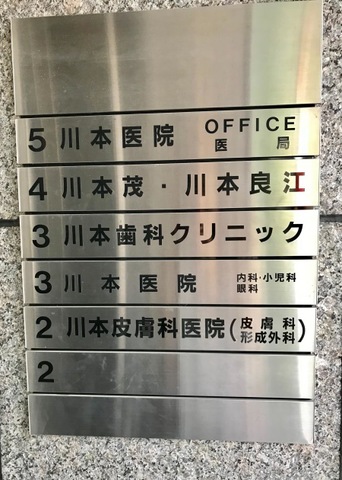 5 川本医院 OFFICE 医局
4 川本茂・川本良江
3 川本歯科クリニック
3 川本医院 内科・小児科 眼科
2 川本皮膚科医院(皮膚科 形成外科)
2